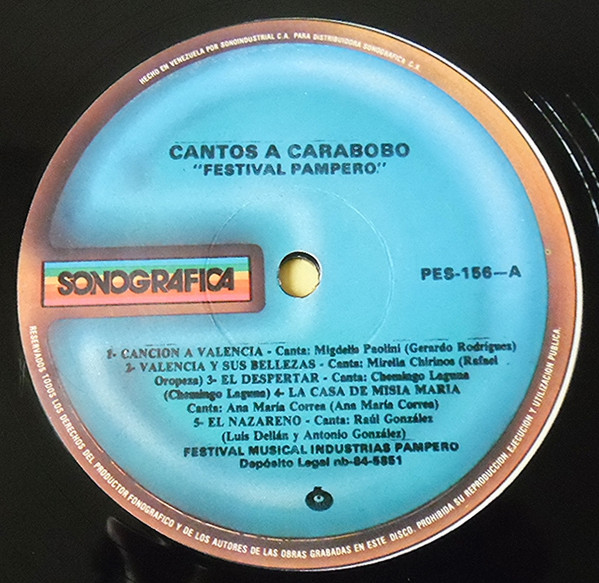 HECHO EN VENEZUELA POR SONOINDUSTRIAL C.A. PARA DISTRIBUIDORA SONOGRAFICA C.A.
CANTOS A CARABOBO
"FESTIVAL PAMPERO"
SONOGRAFICA
PES-156-A
1- CANCION A VALENCIA - Canta: Migdelis Paolini (Gerardo Rodríguez)
2- VALENCIA Y SUS BELLEZAS - Canta: Mirella Chirinos (Rafael
Oropeza) 3- EL DESPERTAR - Canta: Chemingo Laguna
(Chemingo Laguna) 4- LA CASA DE MISIA MARIA
Canta: Ana María Correa (Ana María Correa)
5- EL NAZARENO - Canta: Raúl González
(Luis Dellán y Antonio González)
FESTIVAL MUSICAL INDUSTRIAS PAMPERO
Depósito Legal nb-84-5851
RESERVADOS TODOS LOS DERECHOS DEL PRODUCTOR FONOGRAFICO Y DE LOS AUTORES DE LAS OBRAS GRABADAS EN ESTE DISCO. PROHIBIDA SU REPRODUCCION, EJECUCION Y UTILIZACION PUBLICA.